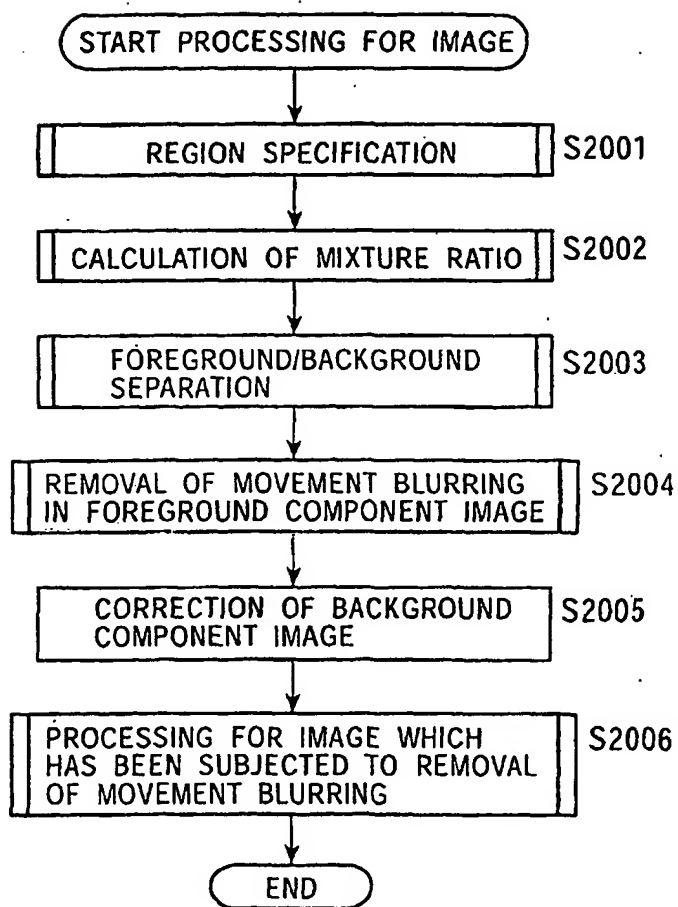 START PROCESSING FOR IMAGE
REGION SPECIFICATION
S2001
CALCULATION OF MIXTURE RATIO
S2002
FOREGROUND/BACKGROUND
SEPARATION
S2003
REMOVAL OF MOVEMENT BLURRING
IN FOREGROUND COMPONENT IMAGE
S2004
CORRECTION OF BACKGROUND
COMPONENT IMAGE
S2005
PROCESSING FOR IMAGE WHICH
HAS BEEN SUBJECTED TO REMOVAL
OF MOVEMENT BLURRING
S2006
END